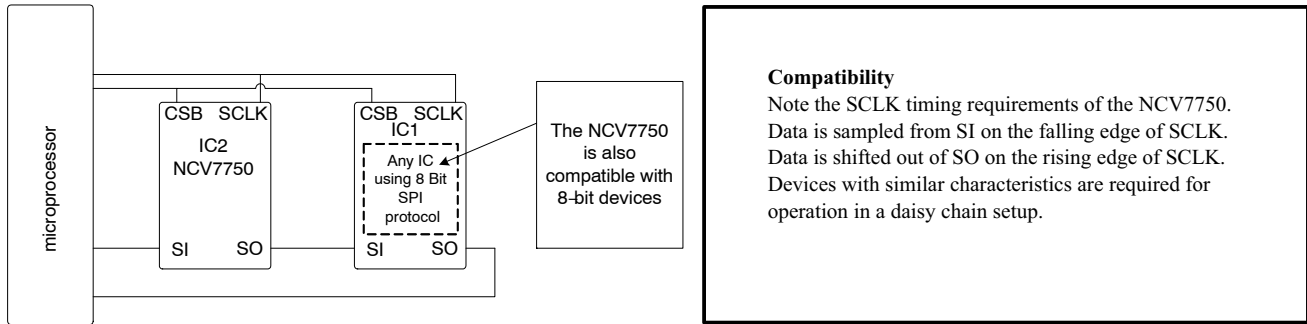 microprocessor
CSB SCLK
IC2
NCV7750
SI SO
CSB SCLK
IC1
Any IC
using 8 Bit
SPI
protocol
SI SO
The NCV7750
is also
compatible with
8-bit devices
Compatibility
Note the SCLK timing requirements of the NCV7750.
Data is sampled from SI on the falling edge of SCLK.
Data is shifted out of SO on the rising edge of SCLK.
Devices with similar characteristics are required for
operation in a daisy chain setup.